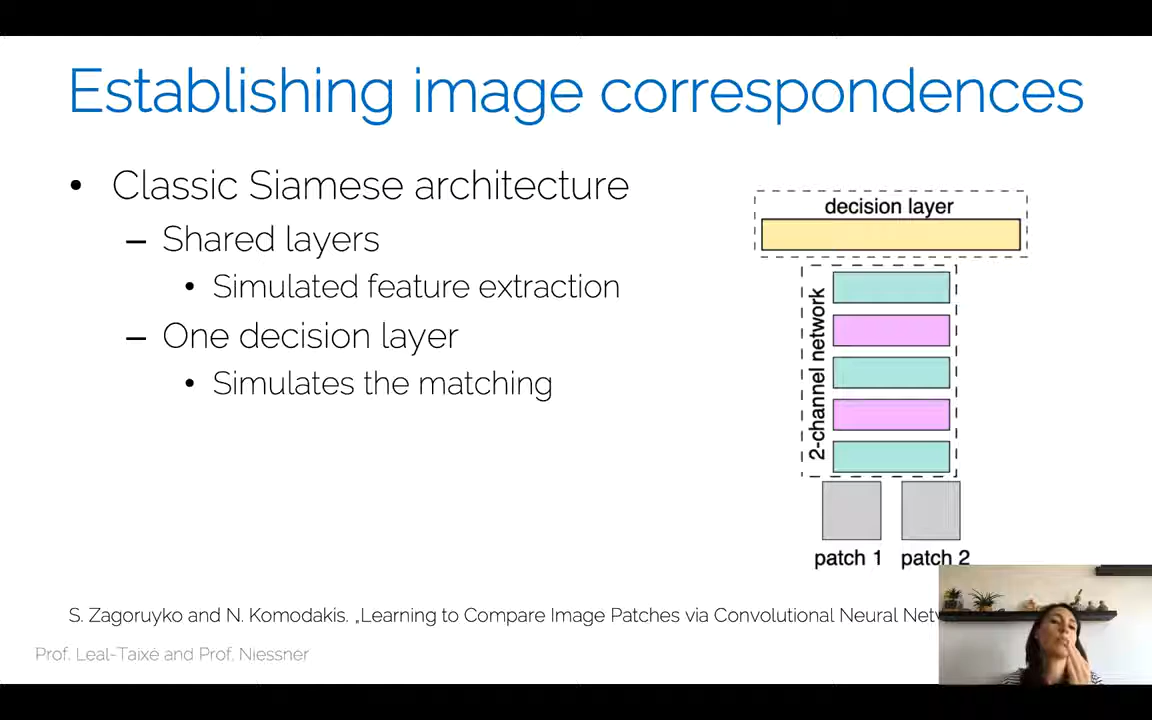 Establishing image correspondences
• Classic Siamese architecture
– Shared layers
• Simulated feature extraction
– One decision layer
• Simulates the matching
decision layer
2-channel network
patch 1 patch 2
S. Zagoruyko and N. Komodakis. „Learning to Compare Image Patches via Convolutional Neural
Prof. Leal-Taixé and Prof. Niessner